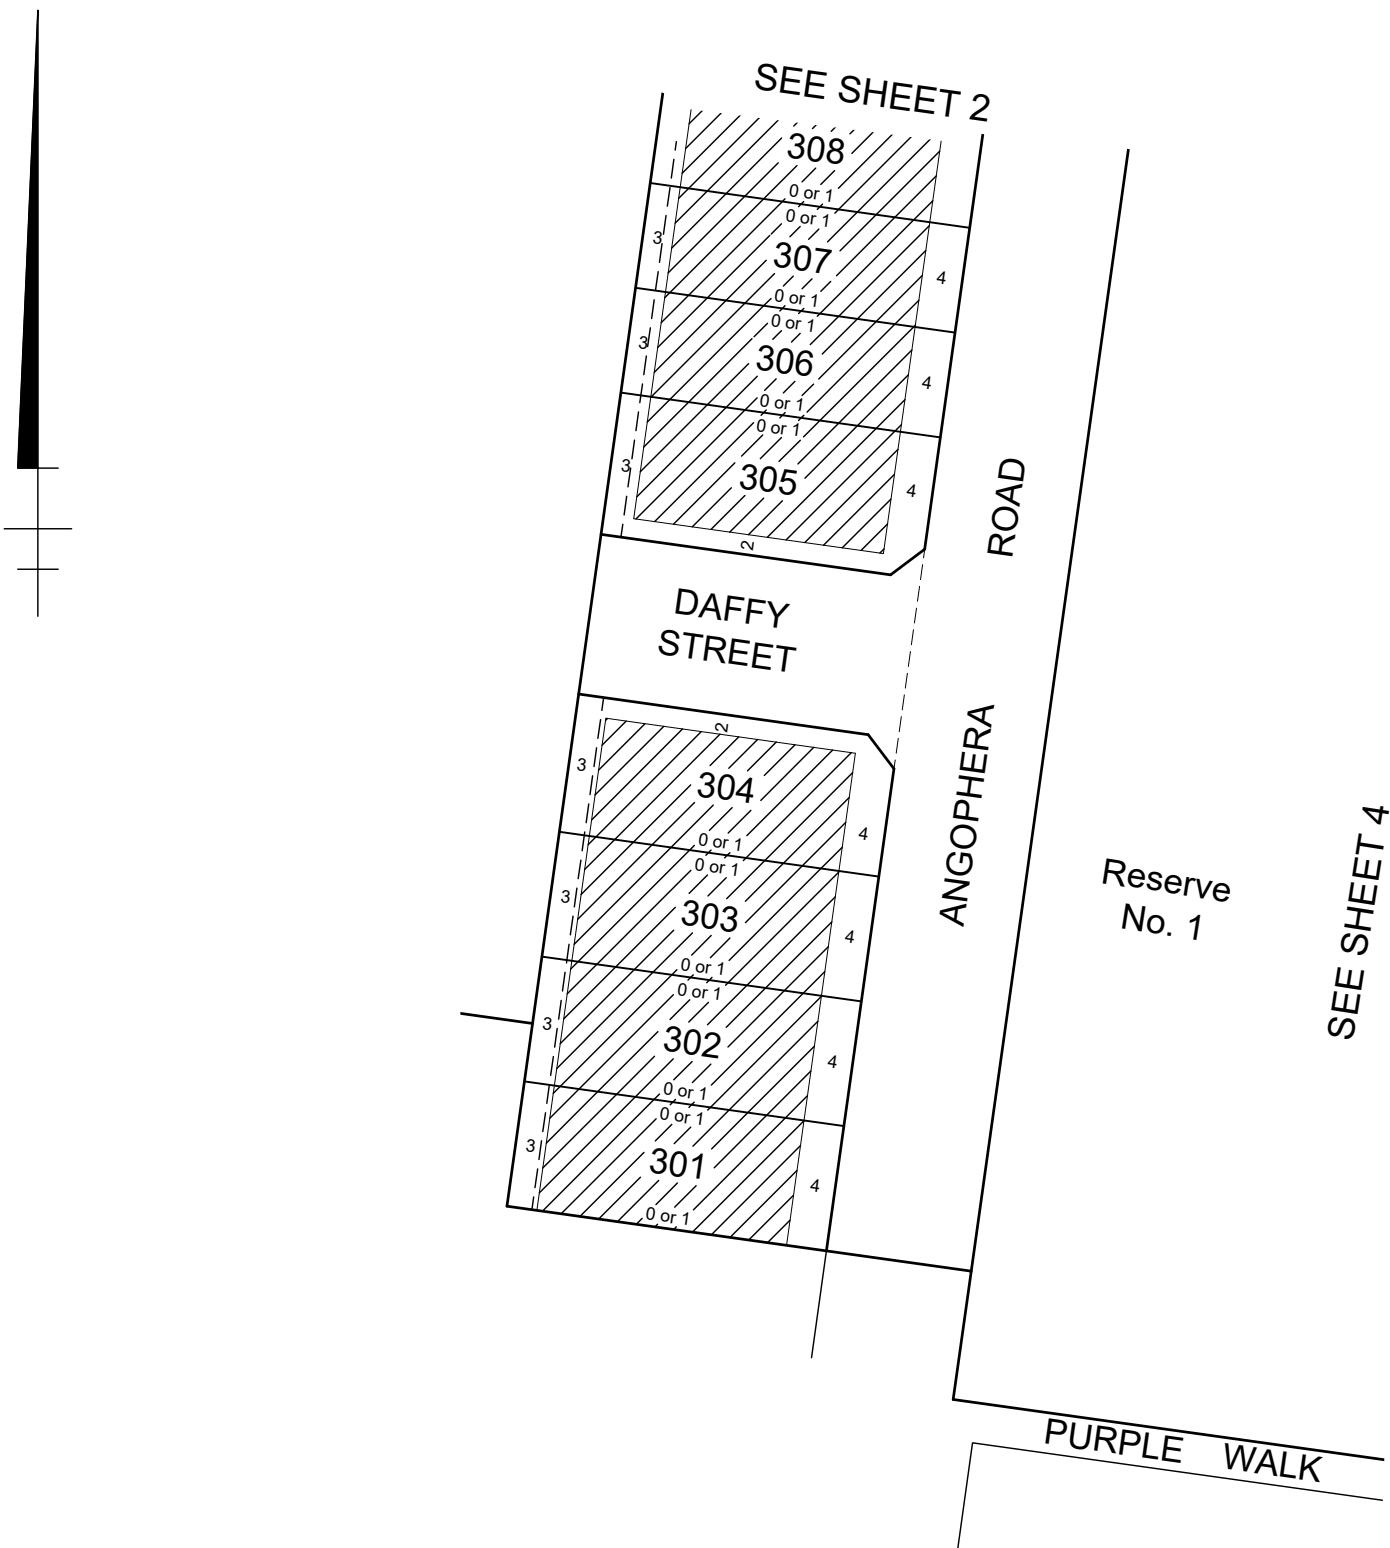 SEE SHEET 2
308
0 or 1
0 or 1
3
307
4
0 or 1
0 or 1
3
306
4
0 or 1
0 or 1
3
305
4
2
ROAD
DAFFY
STREET
2
3
304
4
0 or 1
0 or 1
3
303
4
0 or 1
0 or 1
3
302
4
0 or 1
0 or 1
3
301
4
0 or 1
ANGOPHERA
Reserve
No. 1
SEE SHEET 4
PURPLE WALK